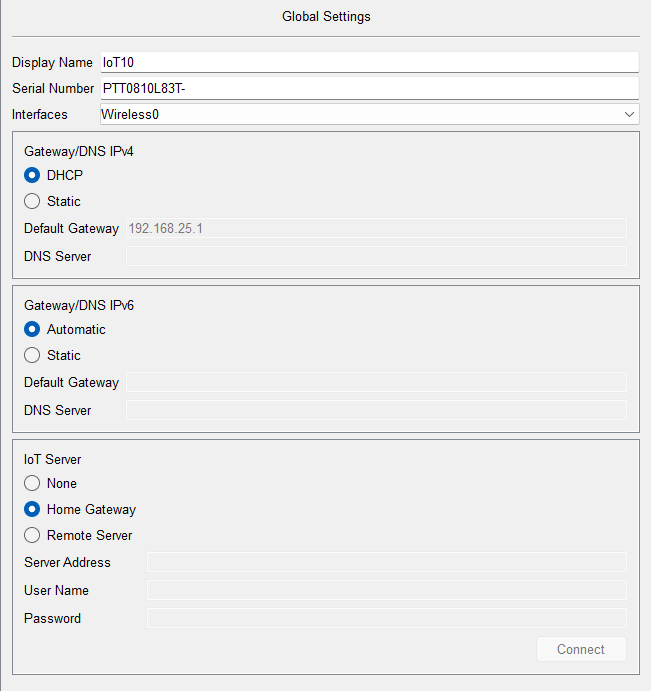 Global Settings
Display Name IoT10
Serial Number PTT0810L83T-
Interfaces Wireless0
Gateway/DNS IPv4
DHCP
Static
Default Gateway 192.168.25.1
DNS Server
Gateway/DNS IPv6
Automatic
Static
Default Gateway
DNS Server
IoT Server
None
Home Gateway
Remote Server
Server Address
User Name
Password
Connect